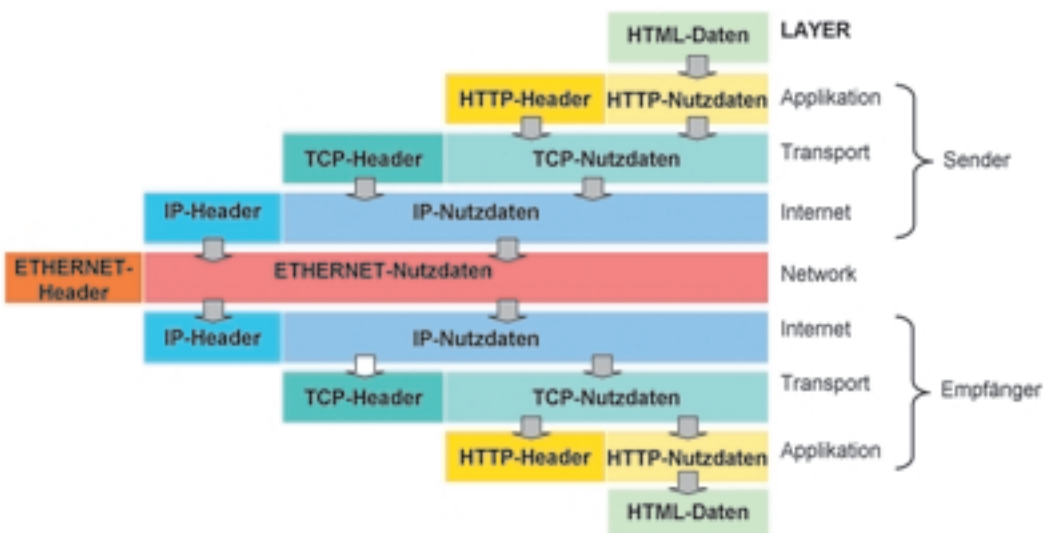 HTML-Daten LAYER
HTTP-Header HTTP-Nutzdaten Applikation
TCP-Header TCP-Nutzdaten Transport
Sender
IP-Header IP-Nutzdaten Internet
ETHERNET-
Header
ETHERNET-Nutzdaten Network
IP-Header IP-Nutzdaten Internet
TCP-Header TCP-Nutzdaten Transport
Empfänger
HTTP-Header HTTP-Nutzdaten Applikation
HTML-Daten